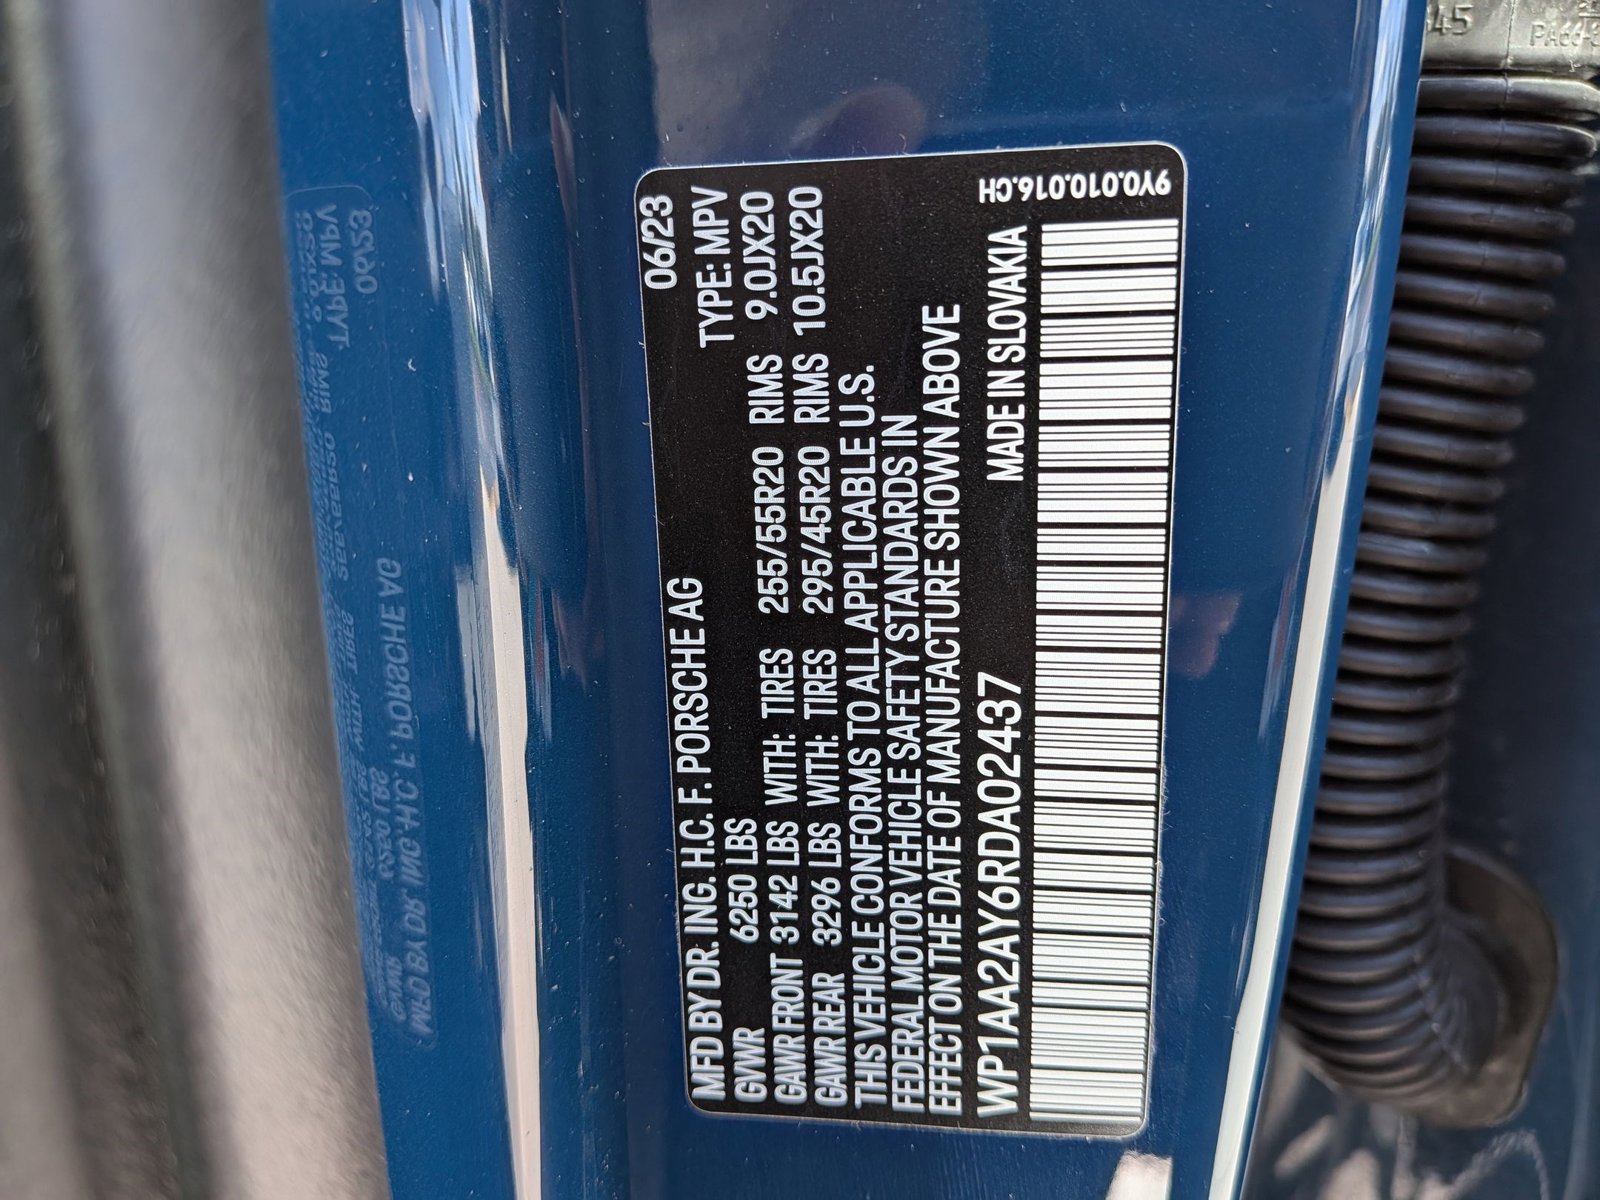 MFD BY DR. ING. H.C. F. PORSCHE AG 06/23
GVWR 6250 LBS TYPE: MPV
GAWR FRONT 3142 LBS WITH: TIRES 255/55R20 RIMS 9.0JX20
GAWR REAR 3296 LBS WITH: TIRES 295/45R20 RIMS 10.5JX20
THIS VEHICLE CONFORMS TO ALL APPLICABLE U.S.
FEDERAL MOTOR VEHICLE SAFETY STANDARDS IN
EFFECT ON THE DATE OF MANUFACTURE SHOWN ABOVE
WP1AA2AY6RDA02437 MADE IN SLOVAKIA
9Y0.010.016.CH